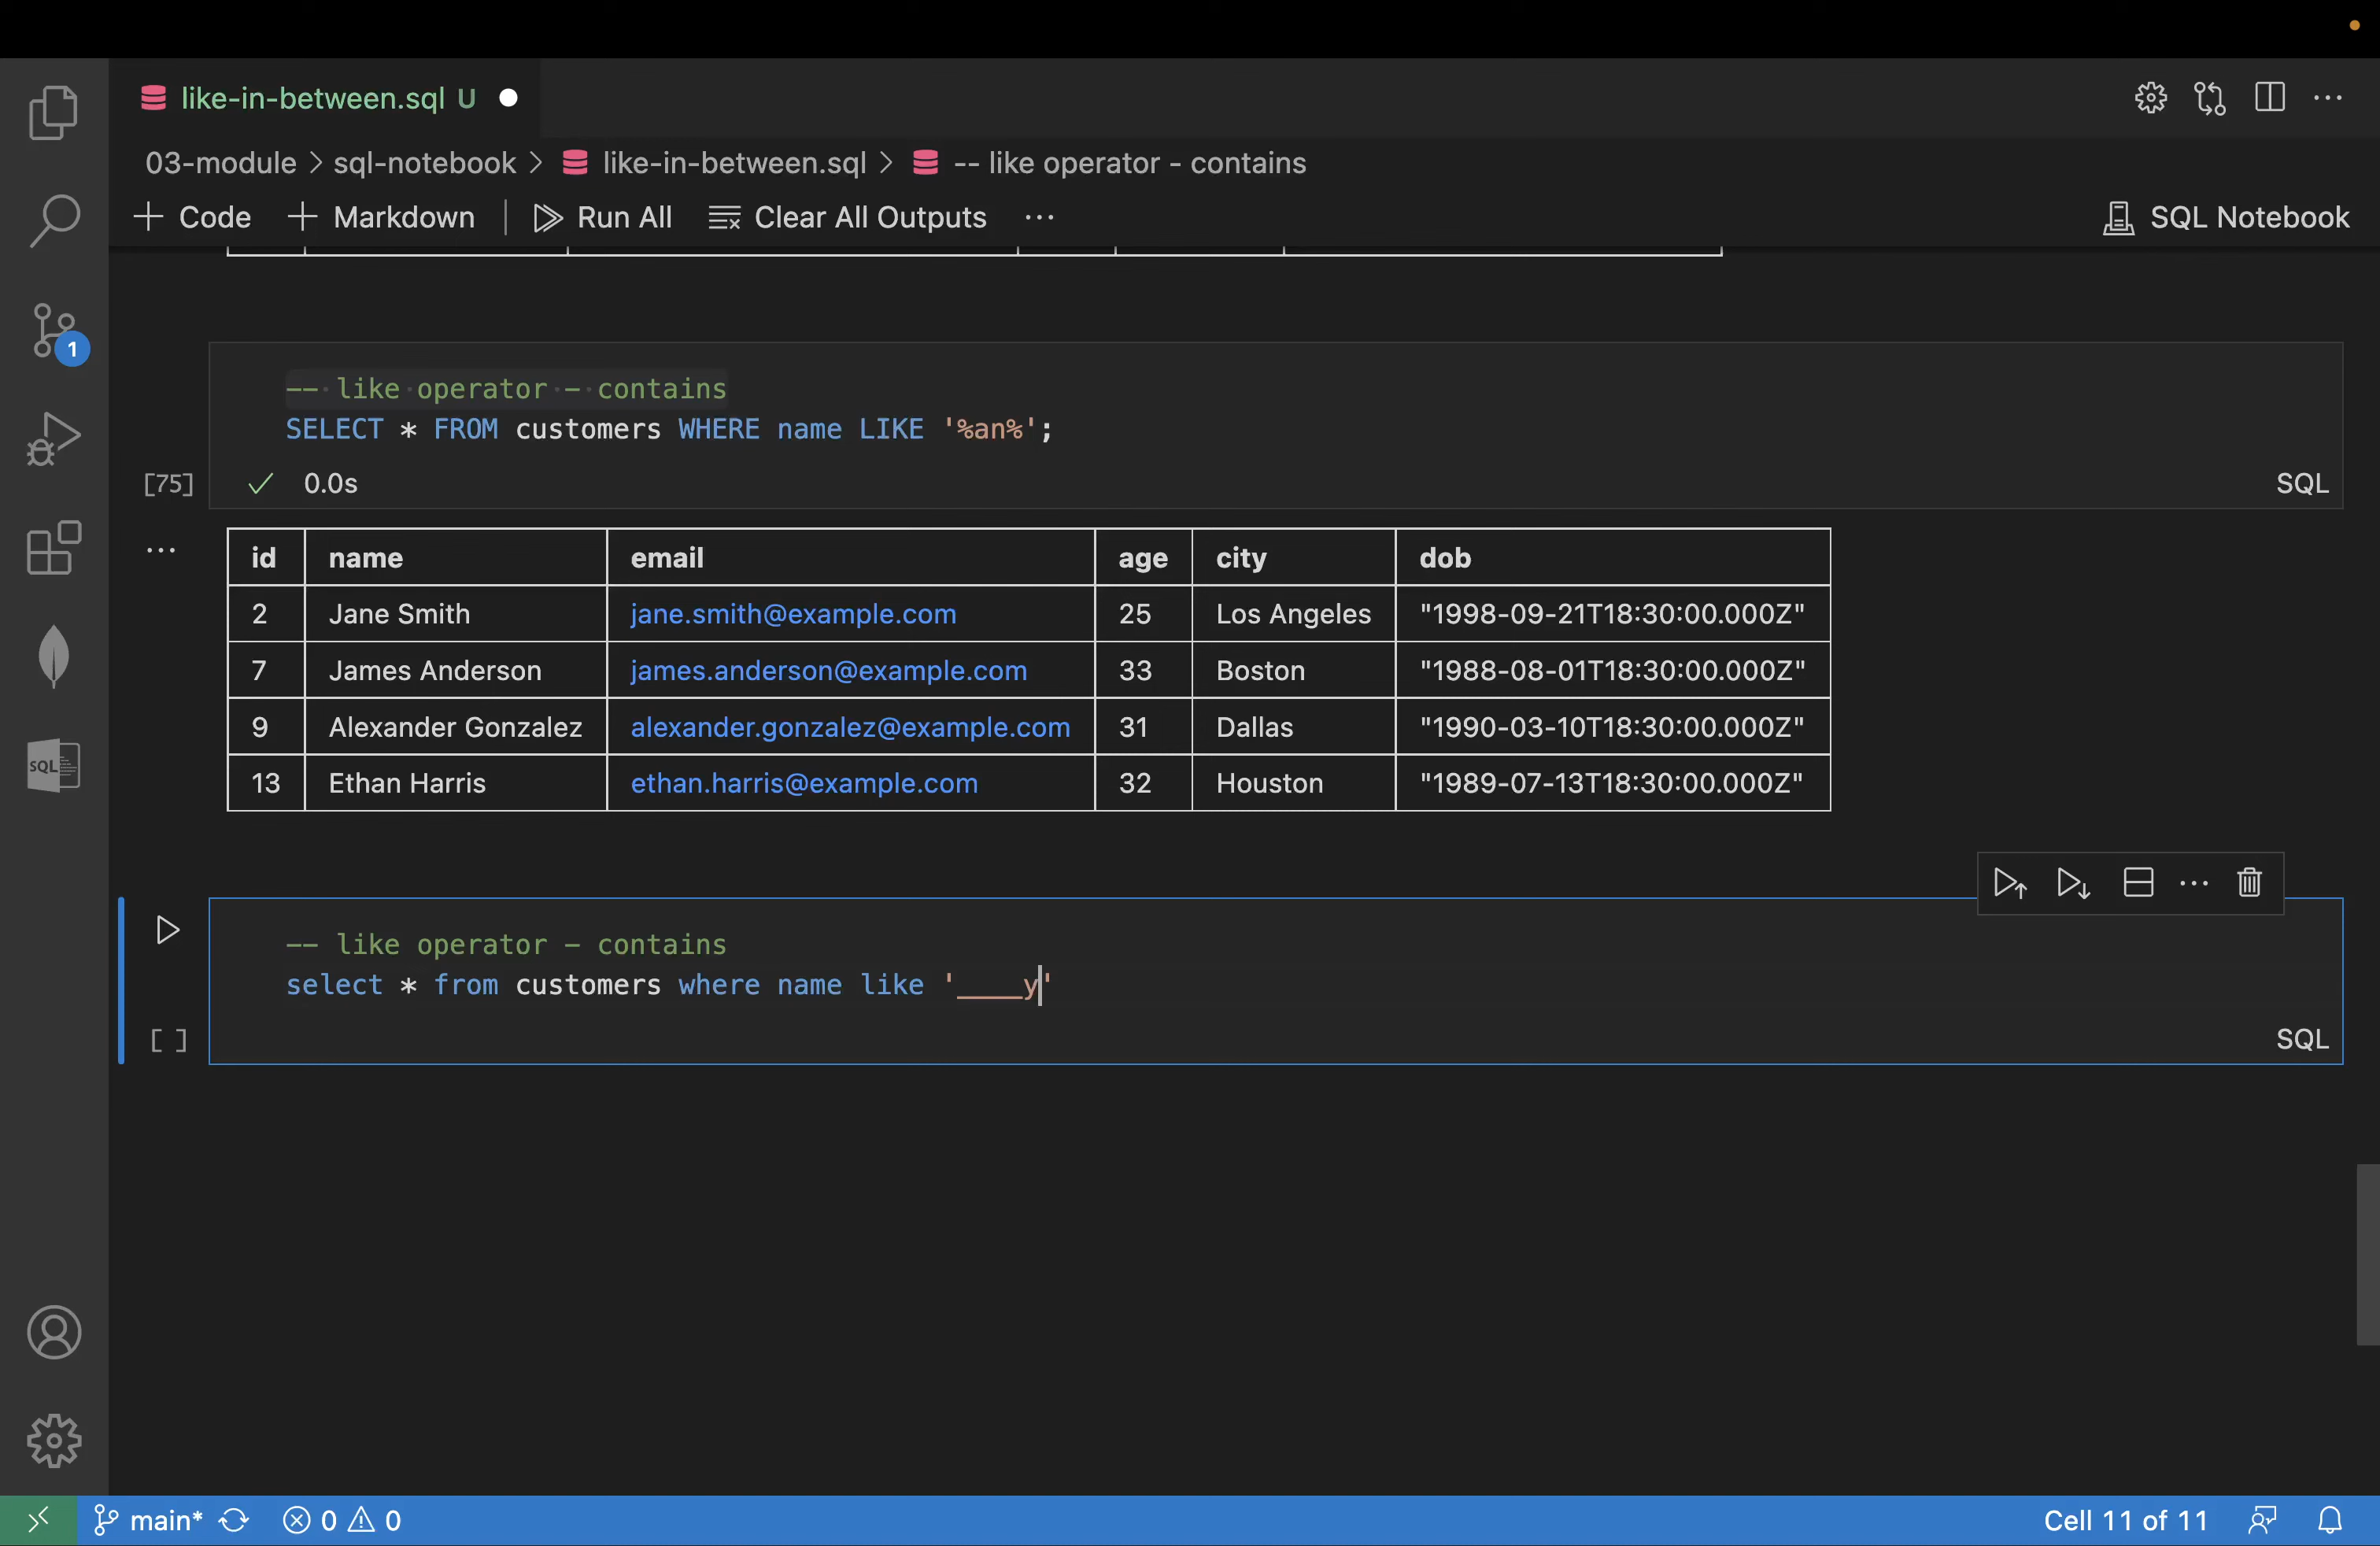 like-in-between.sql U
03-module > sql-notebook > like-in-between.sql > -- like operator - contains
+ Code + Markdown | Run All Clear All Outputs ... SQL Notebook
1
-- like operator - contains
SELECT * FROM customers WHERE name LIKE '%an%';
[75] ✓ 0.0s SQL
...
id name email age city dob
2 Jane Smith jane.smith@example.com 25 Los Angeles "1998-09-21T18:30:00.000Z"
7 James Anderson james.anderson@example.com 33 Boston "1988-08-01T18:30:00.000Z"
9 Alexander Gonzalez alexander.gonzalez@example.com 31 Dallas "1990-03-10T18:30:00.000Z"
13 Ethan Harris ethan.harris@example.com 32 Houston "1989-07-13T18:30:00.000Z"
SQL
-- like operator - contains
select * from customers where name like '____y'
[ ] SQL
main* 0 0 Cell 11 of 11